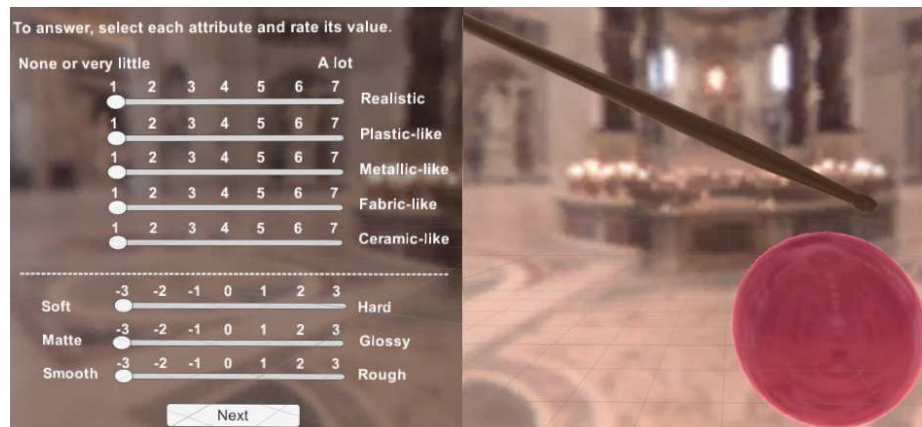 To answer, select each attribute and rate its value.
None or very little A lot
1 2 3 4 5 6 7
Realistic
1 2 3 4 5 6 7
Plastic-like
1 2 3 4 5 6 7
Metallic-like
1 2 3 4 5 6 7
Fabric-like
1 2 3 4 5 6 7
Ceramic-like
-3 -2 -1 0 1 2 3
Soft Hard
-3 -2 -1 0 1 2 3
Matte Glossy
-3 -2 -1 0 1 2 3
Smooth Rough
Next